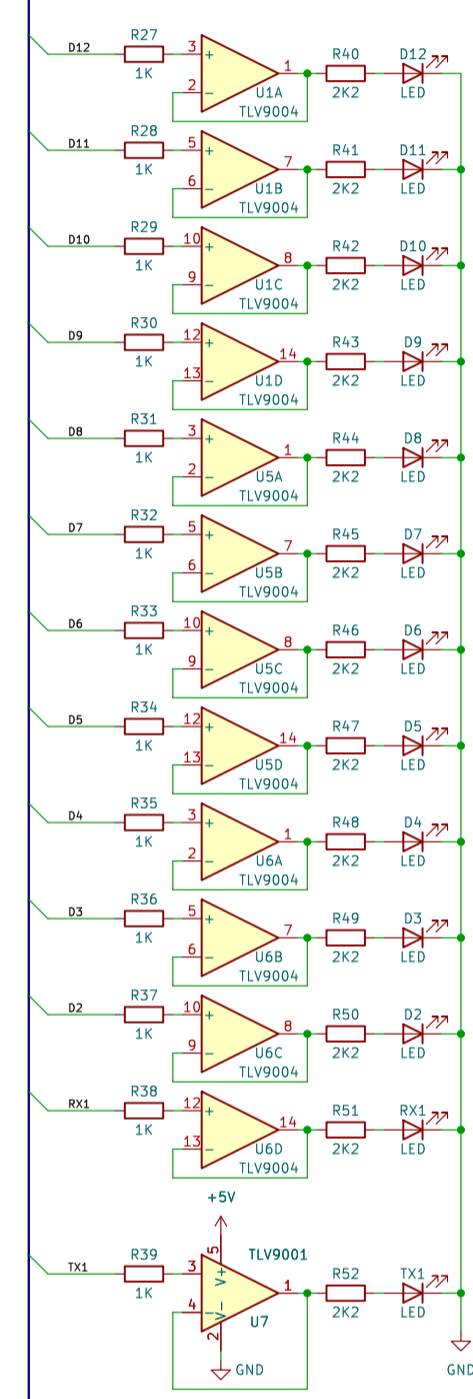 D12 R27 3 + 1 R40 D12
1K 2 − U1A 2K2 LED
TLV9004
D11 R28 5 + 7 R41 D11
1K 6 − U1B 2K2 LED
TLV9004
D10 R29 10 + 8 R42 D10
1K 9 − U1C 2K2 LED
TLV9004
D9 R30 12 + 14 R43 D9
1K 13 − U1D 2K2 LED
TLV9004
D8 R31 3 + 1 R44 D8
1K 2 − U5A 2K2 LED
TLV9004
D7 R32 5 + 7 R45 D7
1K 6 − U5B 2K2 LED
TLV9004
D6 R33 10 + 8 R46 D6
1K 9 − U5C 2K2 LED
TLV9004
D5 R34 12 + 14 R47 D5
1K 13 − U5D 2K2 LED
TLV9004
D4 R35 3 + 1 R48 D4
1K 2 − U6A 2K2 LED
TLV9004
D3 R36 5 + 7 R49 D3
1K 6 − U6B 2K2 LED
TLV9004
D2 R37 10 + 8 R50 D2
1K 9 − U6C 2K2 LED
TLV9004
RX1 R38 12 + 14 R51 RX1
1K 13 − U6D 2K2 LED
TLV9004
+5V
5 TLV9001
TX1 R39 3 + V+ 1 R52 TX1
1K 4 − V− U7 2K2 LED
2
GND GND